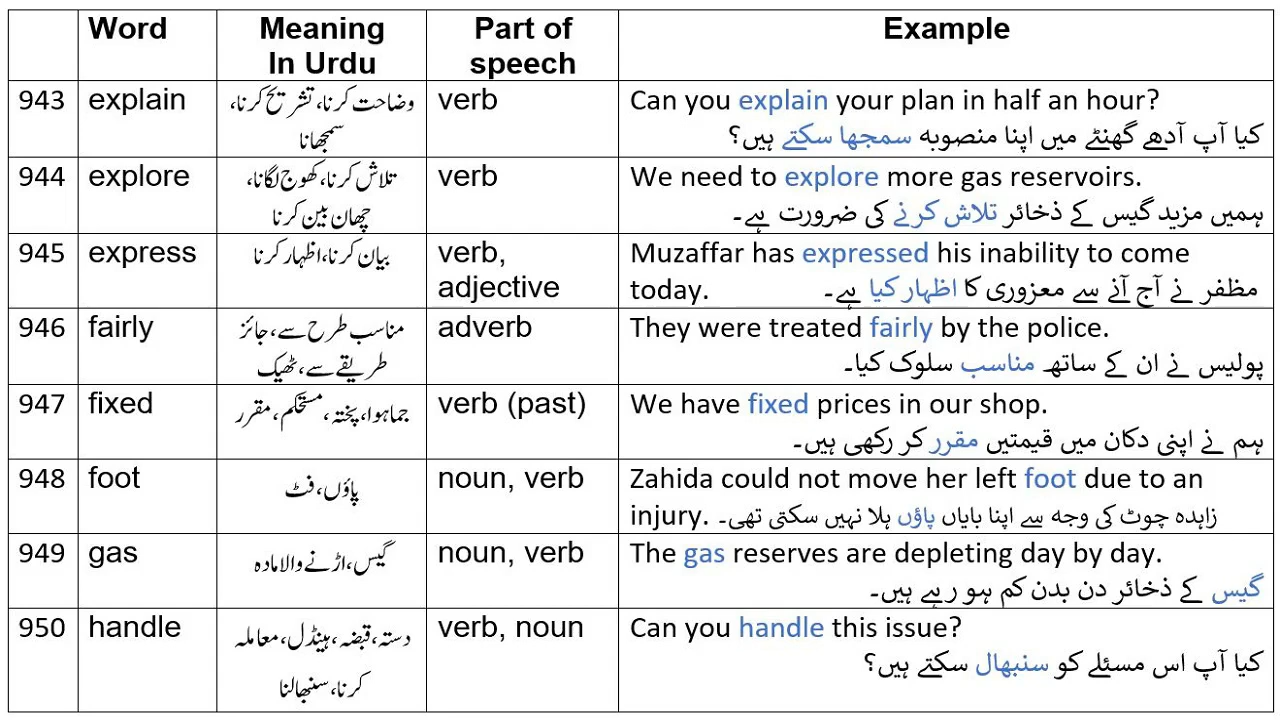 Word Meaning In Urdu Part of speech Example
943 explain وضاحت کرنا، تشریح کرنا، سمجھانا verb Can you explain your plan in half an hour?
کیا آپ آدھے گھنٹے میں اپنا منصوبہ سمجھا سکتے ہیں؟
944 explore تلاش کرنا، کھوج لگانا، چھان بین کرنا verb We need to explore more gas reservoirs.
ہمیں مزید گیس کے ذخائر تلاش کرنے کی ضرورت ہے۔
945 express بیان کرنا، اظہار کرنا verb, adjective Muzaffar has expressed his inability to come
today. مظفر نے آج آنے سے معزوری کا اظہار کیا ہے۔
946 fairly مناسب طرح سے، جائز طریقے سے، ٹھیک adverb They were treated fairly by the police.
پولیس نے ان کے ساتھ مناسب سلوک کیا۔
947 fixed جما ہوا، پختہ، مستحکم، مقرر verb (past) We have fixed prices in our shop.
ہم نے اپنی دکان میں قیمتیں مقرر کر رکھی ہیں۔
948 foot پاؤں، فٹ noun, verb Zahida could not move her left foot due to an
injury. زاہدہ چوٹ کی وجہ سے اپنا بایاں پاؤں ہلا نہیں سکتی تھی۔
949 gas گیس، اڑنے والا مادہ noun, verb The gas reserves are depleting day by day.
گیس کے ذخائر دن بدن کم ہو رہے ہیں۔
950 handle دستہ، قبضہ، ہینڈل، معاملہ کرنا، سنبھالنا verb, noun Can you handle this issue?
کیا آپ اس مسئلے کو سنبھال سکتے ہیں؟